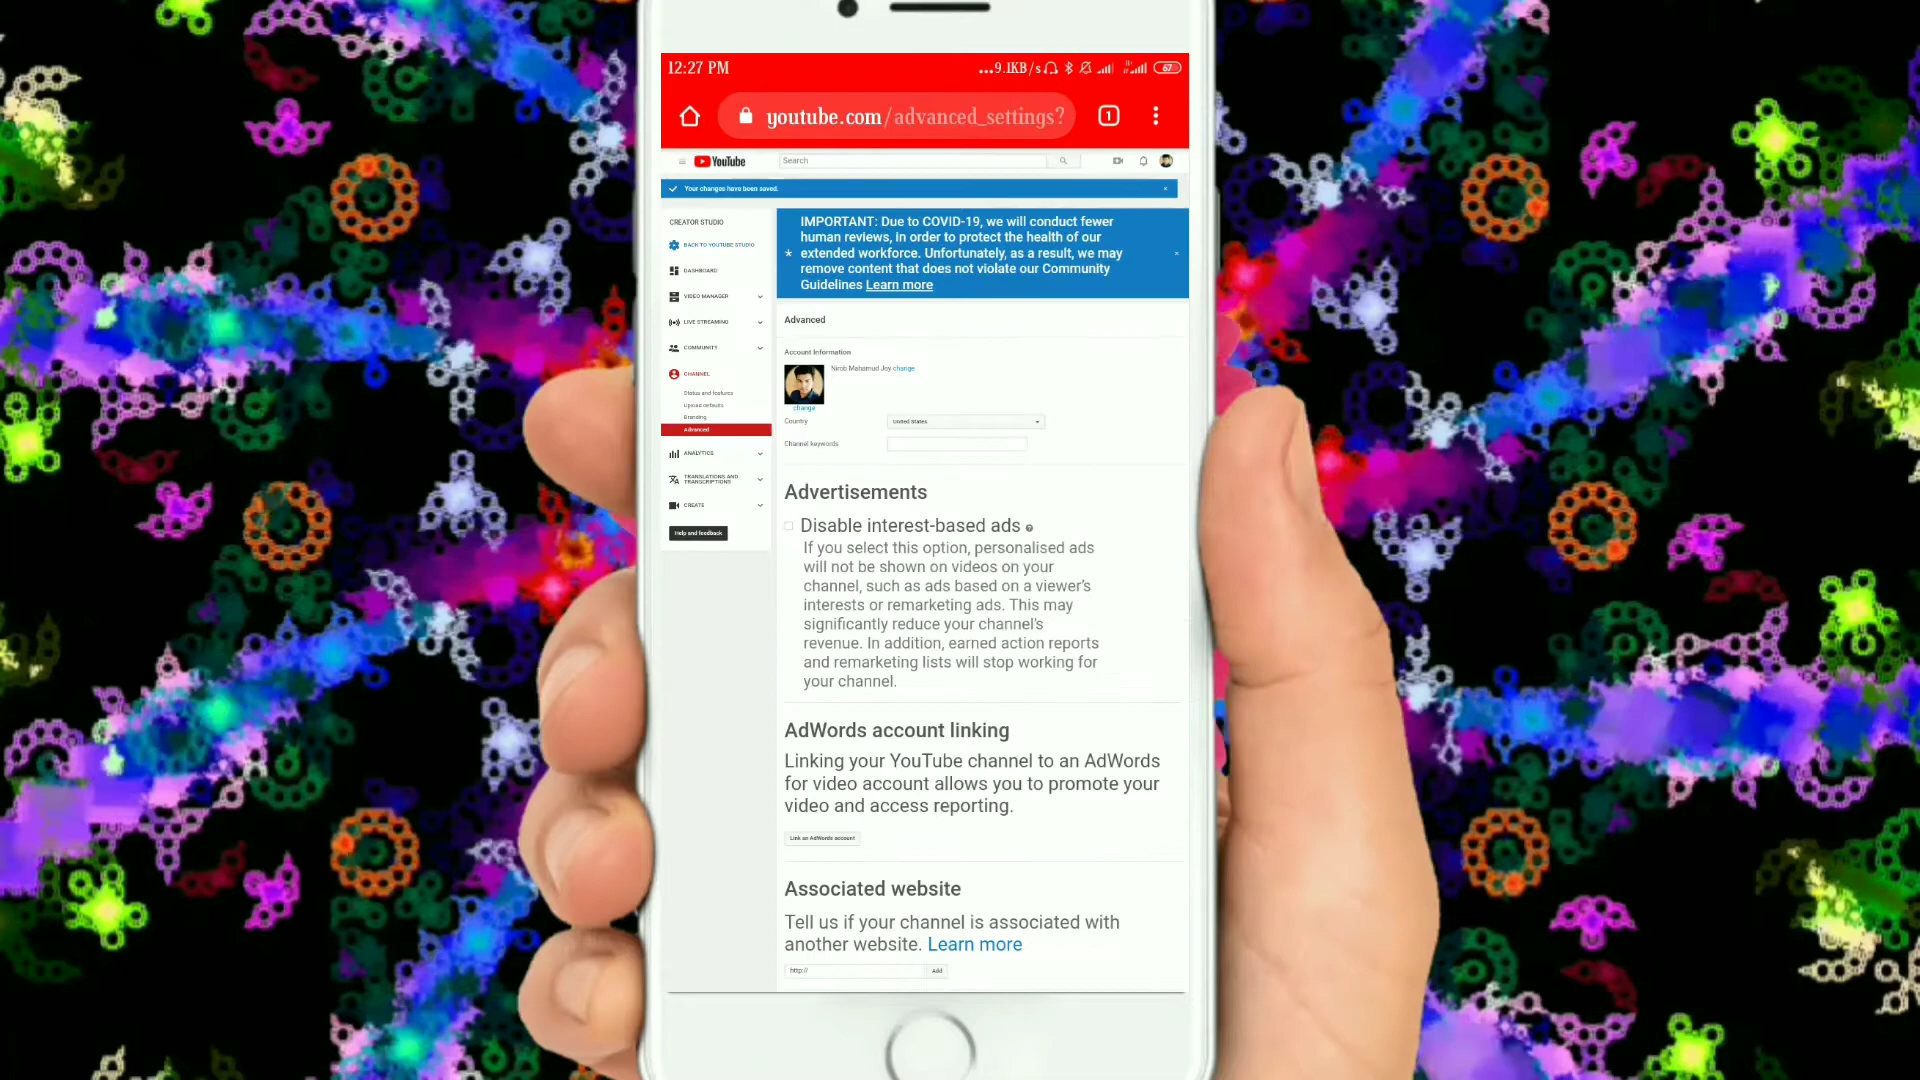 12:27 PM
...9.1KB/s
67
youtube.com/advanced_settings?
1
YouTube
Search
Your changes have been saved.
CREATOR STUDIO
BACK TO YOUTUBE STUDIO
DASHBOARD
VIDEO MANAGER
LIVE STREAMING
COMMUNITY
CHANNEL
Status and features
Upload defaults
Branding
Advanced
ANALYTICS
TRANSLATIONS AND
TRANSCRIPTIONS
CREATE
Help and feedback
IMPORTANT: Due to COVID-19, we will conduct fewer
human reviews, in order to protect the health of our
extended workforce. Unfortunately, as a result, we may
remove content that does not violate our Community
Guidelines Learn more
Advanced
Account Information
Nirob Mahamud Joy change
change
Country
United States
Channel keywords
Advertisements
Disable interest-based ads
If you select this option, personalised ads
will not be shown on videos on your
channel, such as ads based on a viewer's
interests or remarketing ads. This may
significantly reduce your channel's
revenue. In addition, earned action reports
and remarketing lists will stop working for
your channel.
AdWords account linking
Linking your YouTube channel to an AdWords
for video account allows you to promote your
video and access reporting.
Link an AdWords account
Associated website
Tell us if your channel is associated with
another website. Learn more
http://
Add